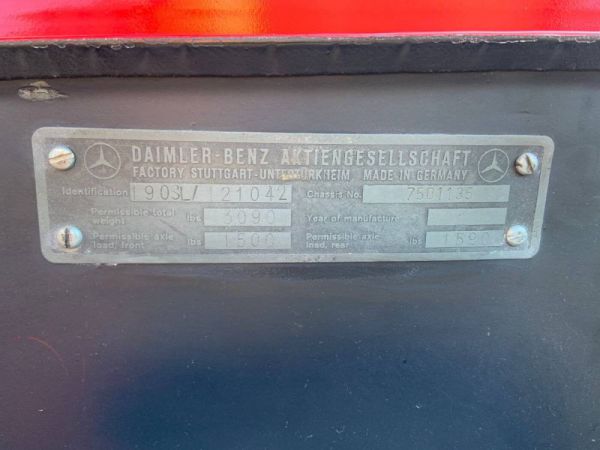 DAIMLER-BENZ AKTIENGESELLSCHAFT
FACTORY STUTTGART-UNTERTÜRKHEIM MADE IN GERMANY
Identification 190SL/ 121042 Chassis No. 7501135
Permissible total weight lbs 3090 Year of manufacture
Permissible axle load, front lbs 1500 Permissible axle load, rear lbs